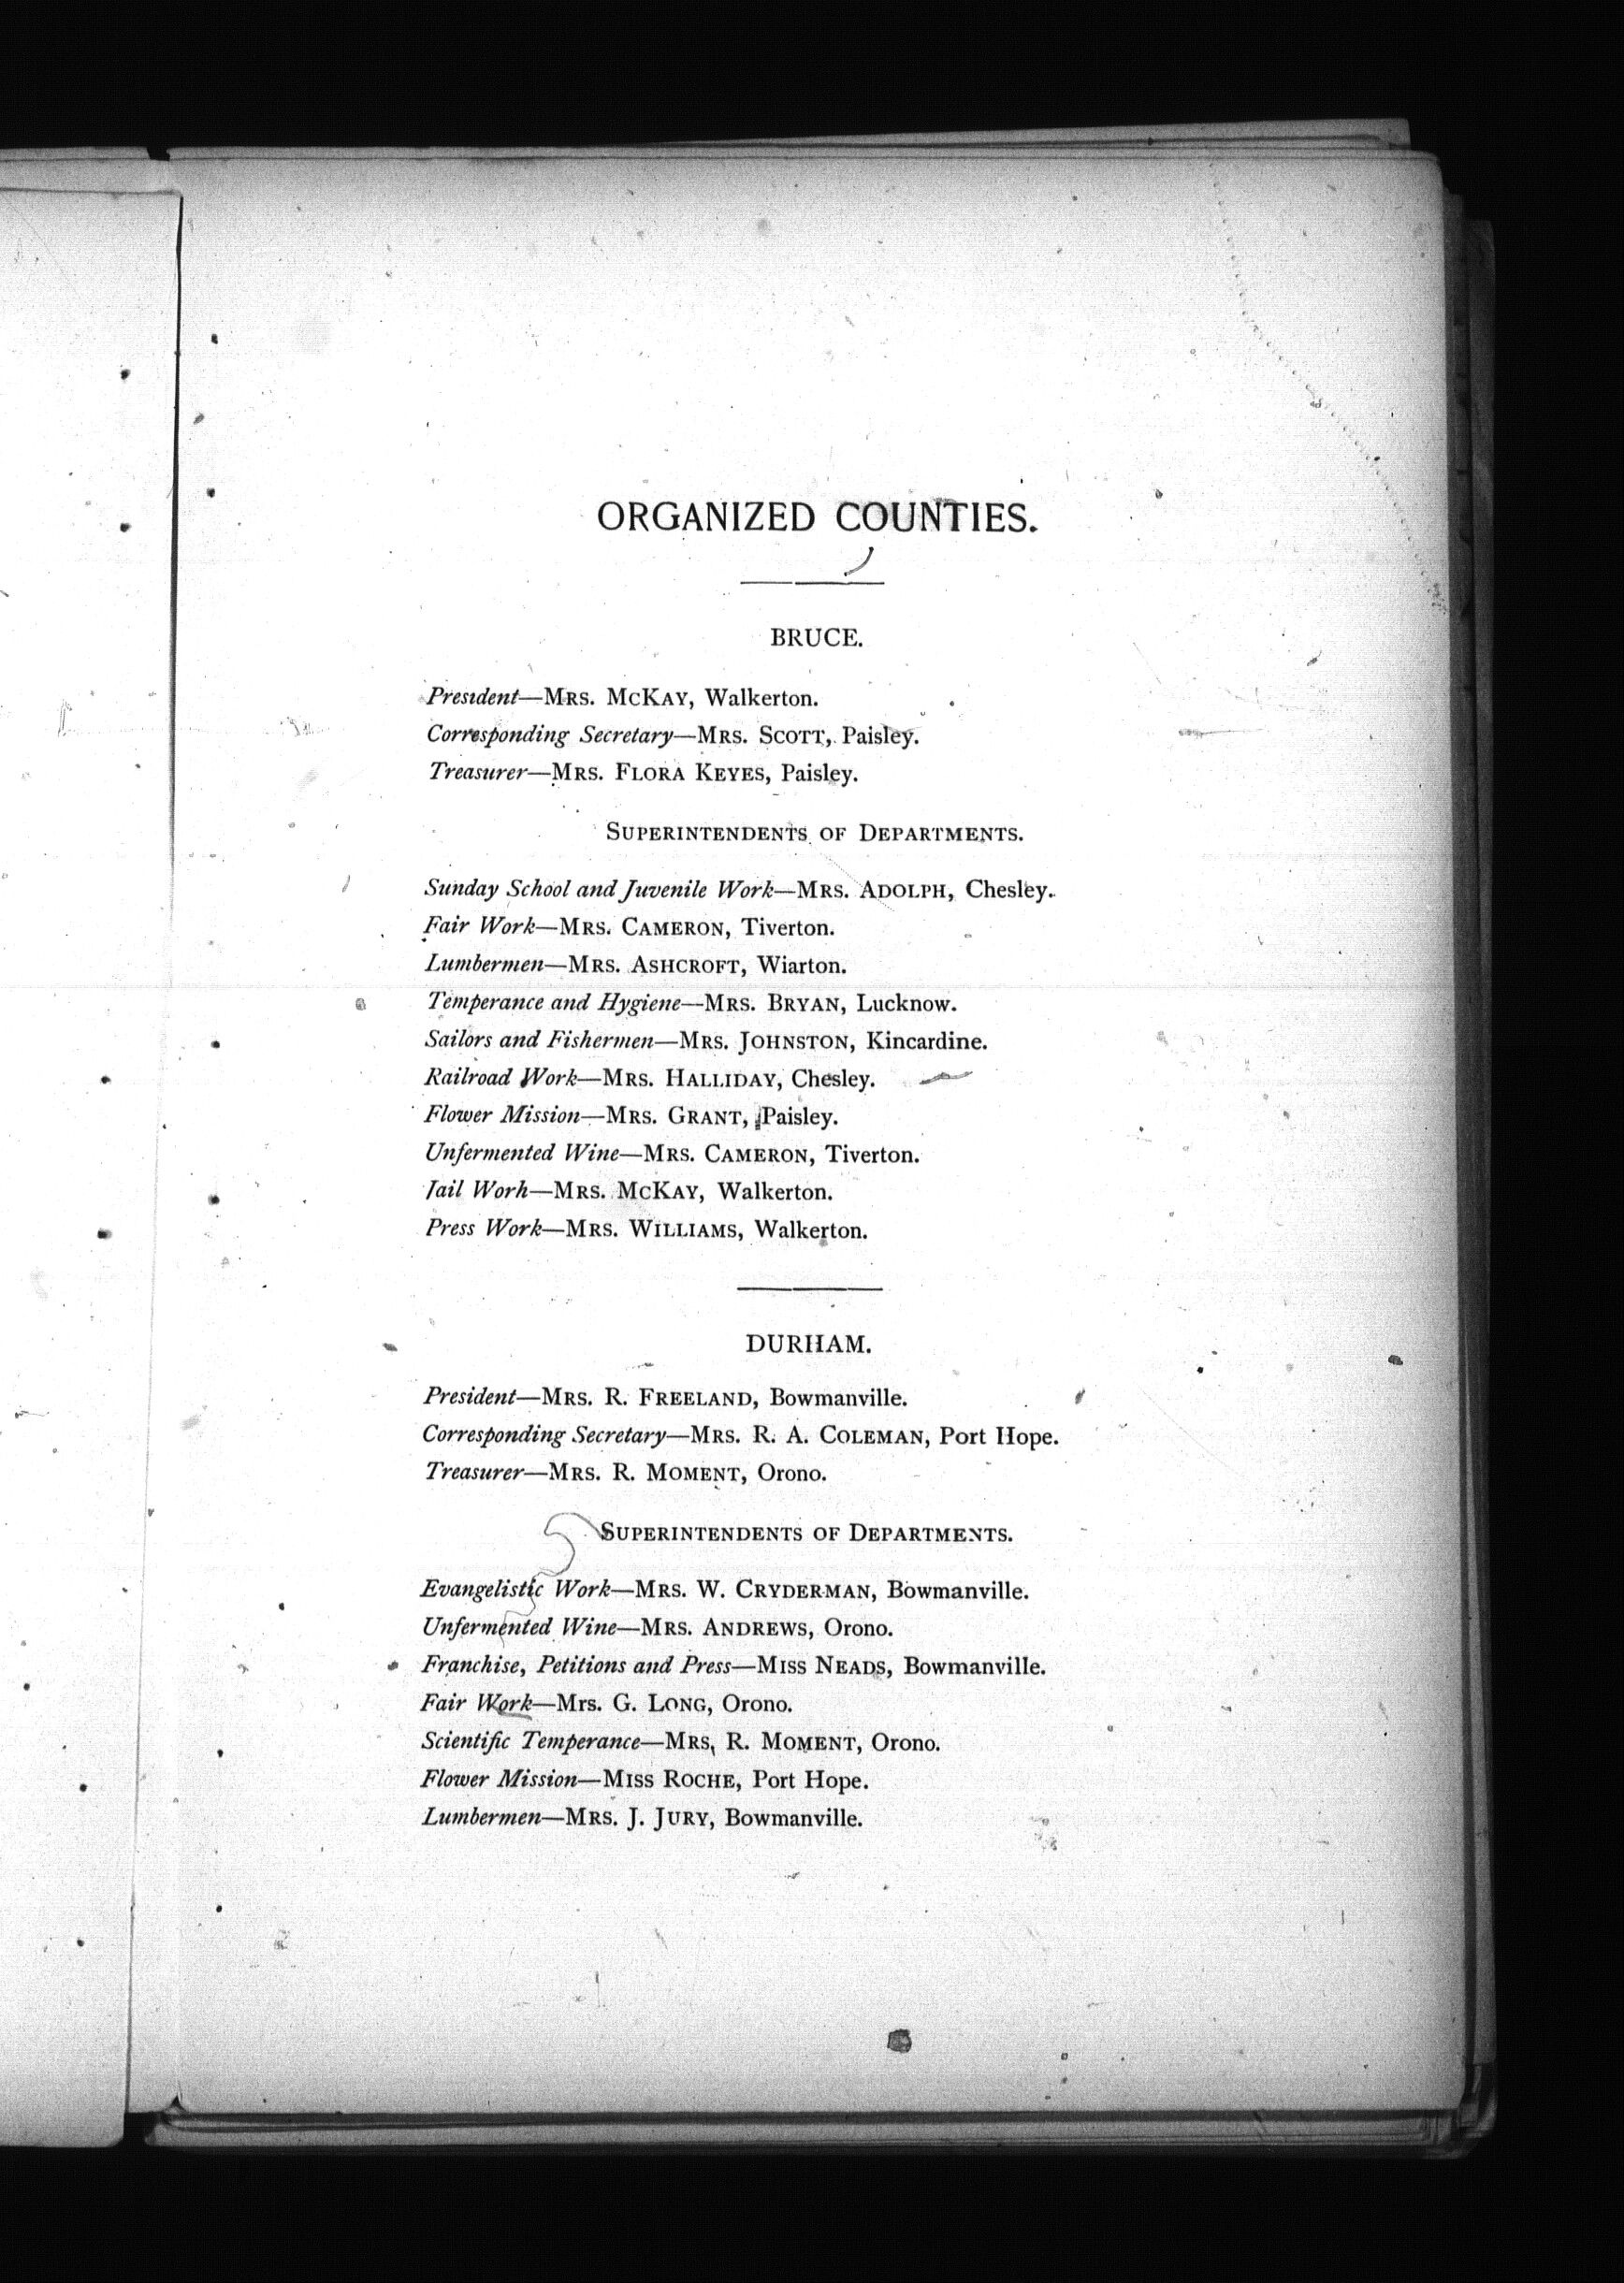 ORGANIZED COUNTIES.
BRUCE.
President—MRS. MCKAY, Walkerton.
Corresponding Secretary—MRS. SCOTT, Paisley.
Treasurer—MRS. FLORA KEYES, Paisley.
SUPERINTENDENTS OF DEPARTMENTS.
Sunday School and Juvenile Work—MRS. ADOLPH, Chesley.
Fair Work—MRS. CAMERON, Tiverton.
Lumbermen—MRS. ASHCROFT, Wiarton.
Temperance and Hygiene—MRS. BRYAN, Lucknow.
Sailors and Fishermen—MRS. JOHNSTON, Kincardine.
Railroad Work—MRS. HALLIDAY, Chesley.
Flower Mission—MRS. GRANT, Paisley.
Unfermented Wine—MRS. CAMERON, Tiverton.
Jail Worh—MRS. MCKAY, Walkerton.
Press Work—MRS. WILLIAMS, Walkerton.
DURHAM.
President—MRS. R. FREELAND, Bowmanville.
Corresponding Secretary—MRS. R. A. COLEMAN, Port Hope.
Treasurer—MRS. R. MOMENT, Orono.
SUPERINTENDENTS OF DEPARTMENTS.
Evangelistic Work—MRS. W. CRYDERMAN, Bowmanville.
Unfermented Wine—MRS. ANDREWS, Orono.
Franchise, Petitions and Press—MISS NEADS, Bowmanville.
Fair Work—Mrs. G. LONG, Orono.
Scientific Temperance—MRS, R. MOMENT, Orono.
Flower Mission—MISS ROCHE, Port Hope.
Lumbermen—MRS. J. JURY, Bowmanville.